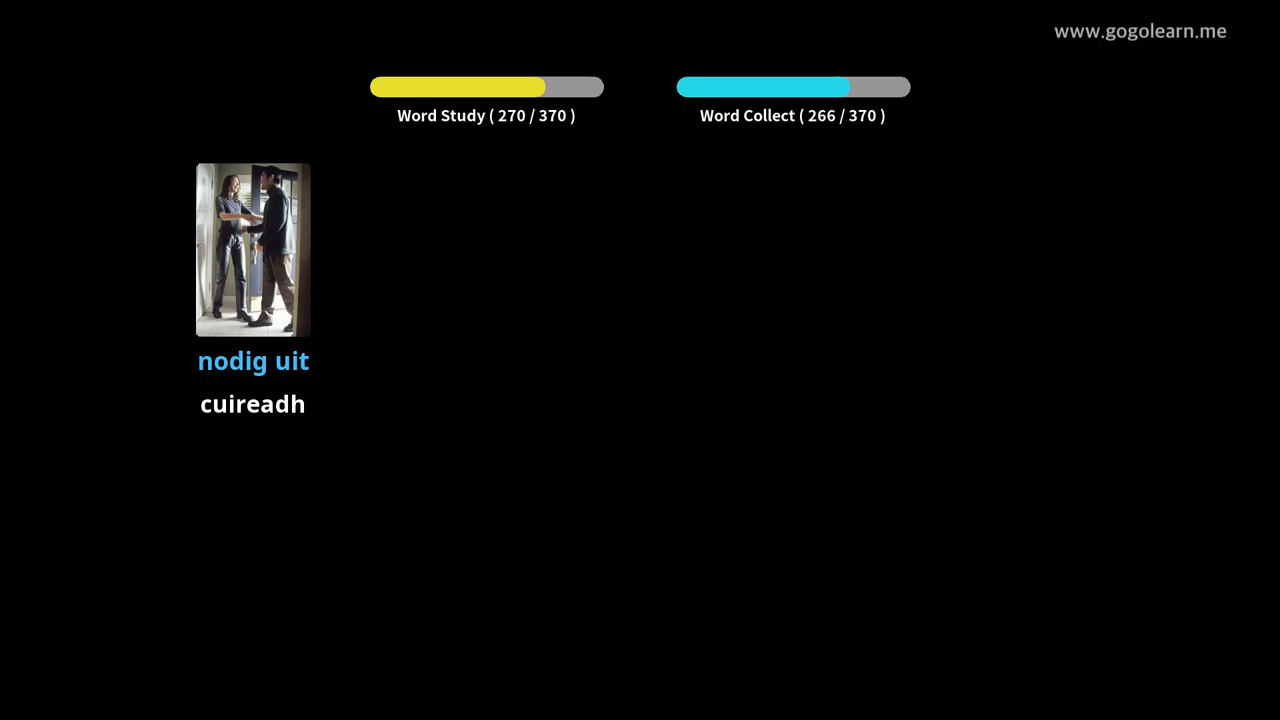 www.gogolearn.me
Word Study ( 270 / 370 )
Word Collect ( 266 / 370 )
nodig uit
cuireadh